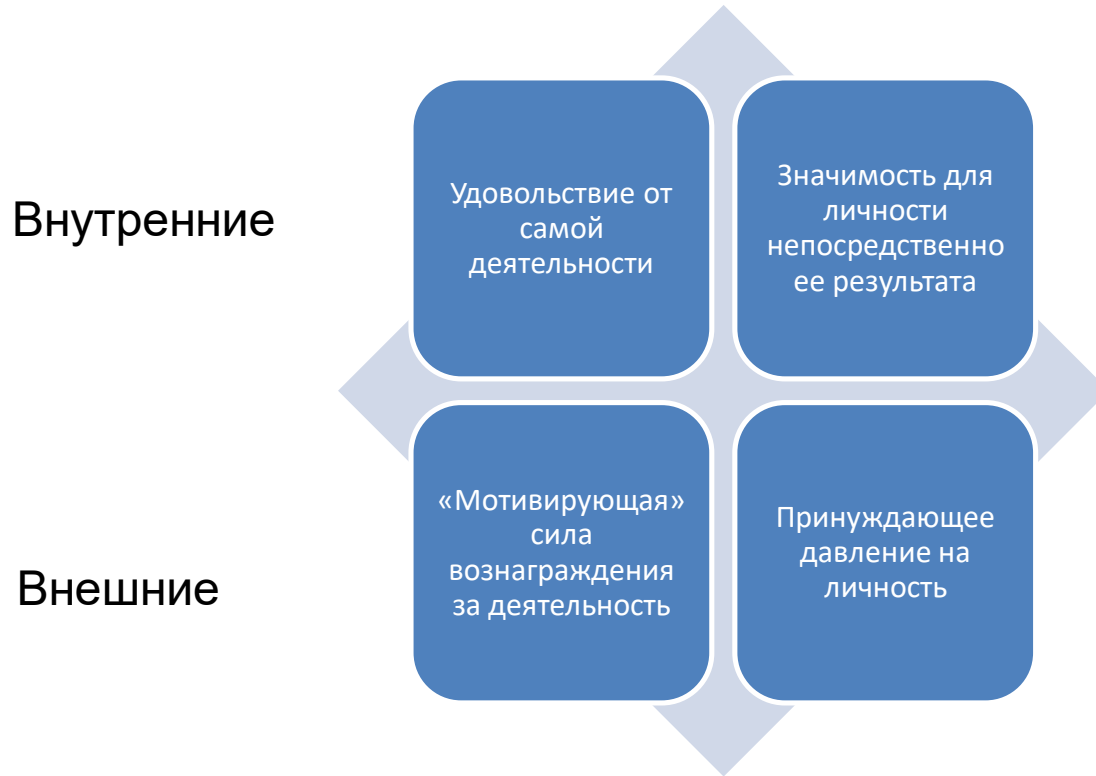 Внутренние
Удовольствие от
самой
деятельности
Значимость для
личности
непосредственно
ее результата
Внешние
«Мотивирующая»
сила
вознаграждения
за деятельность
Принуждающее
давление на
личность